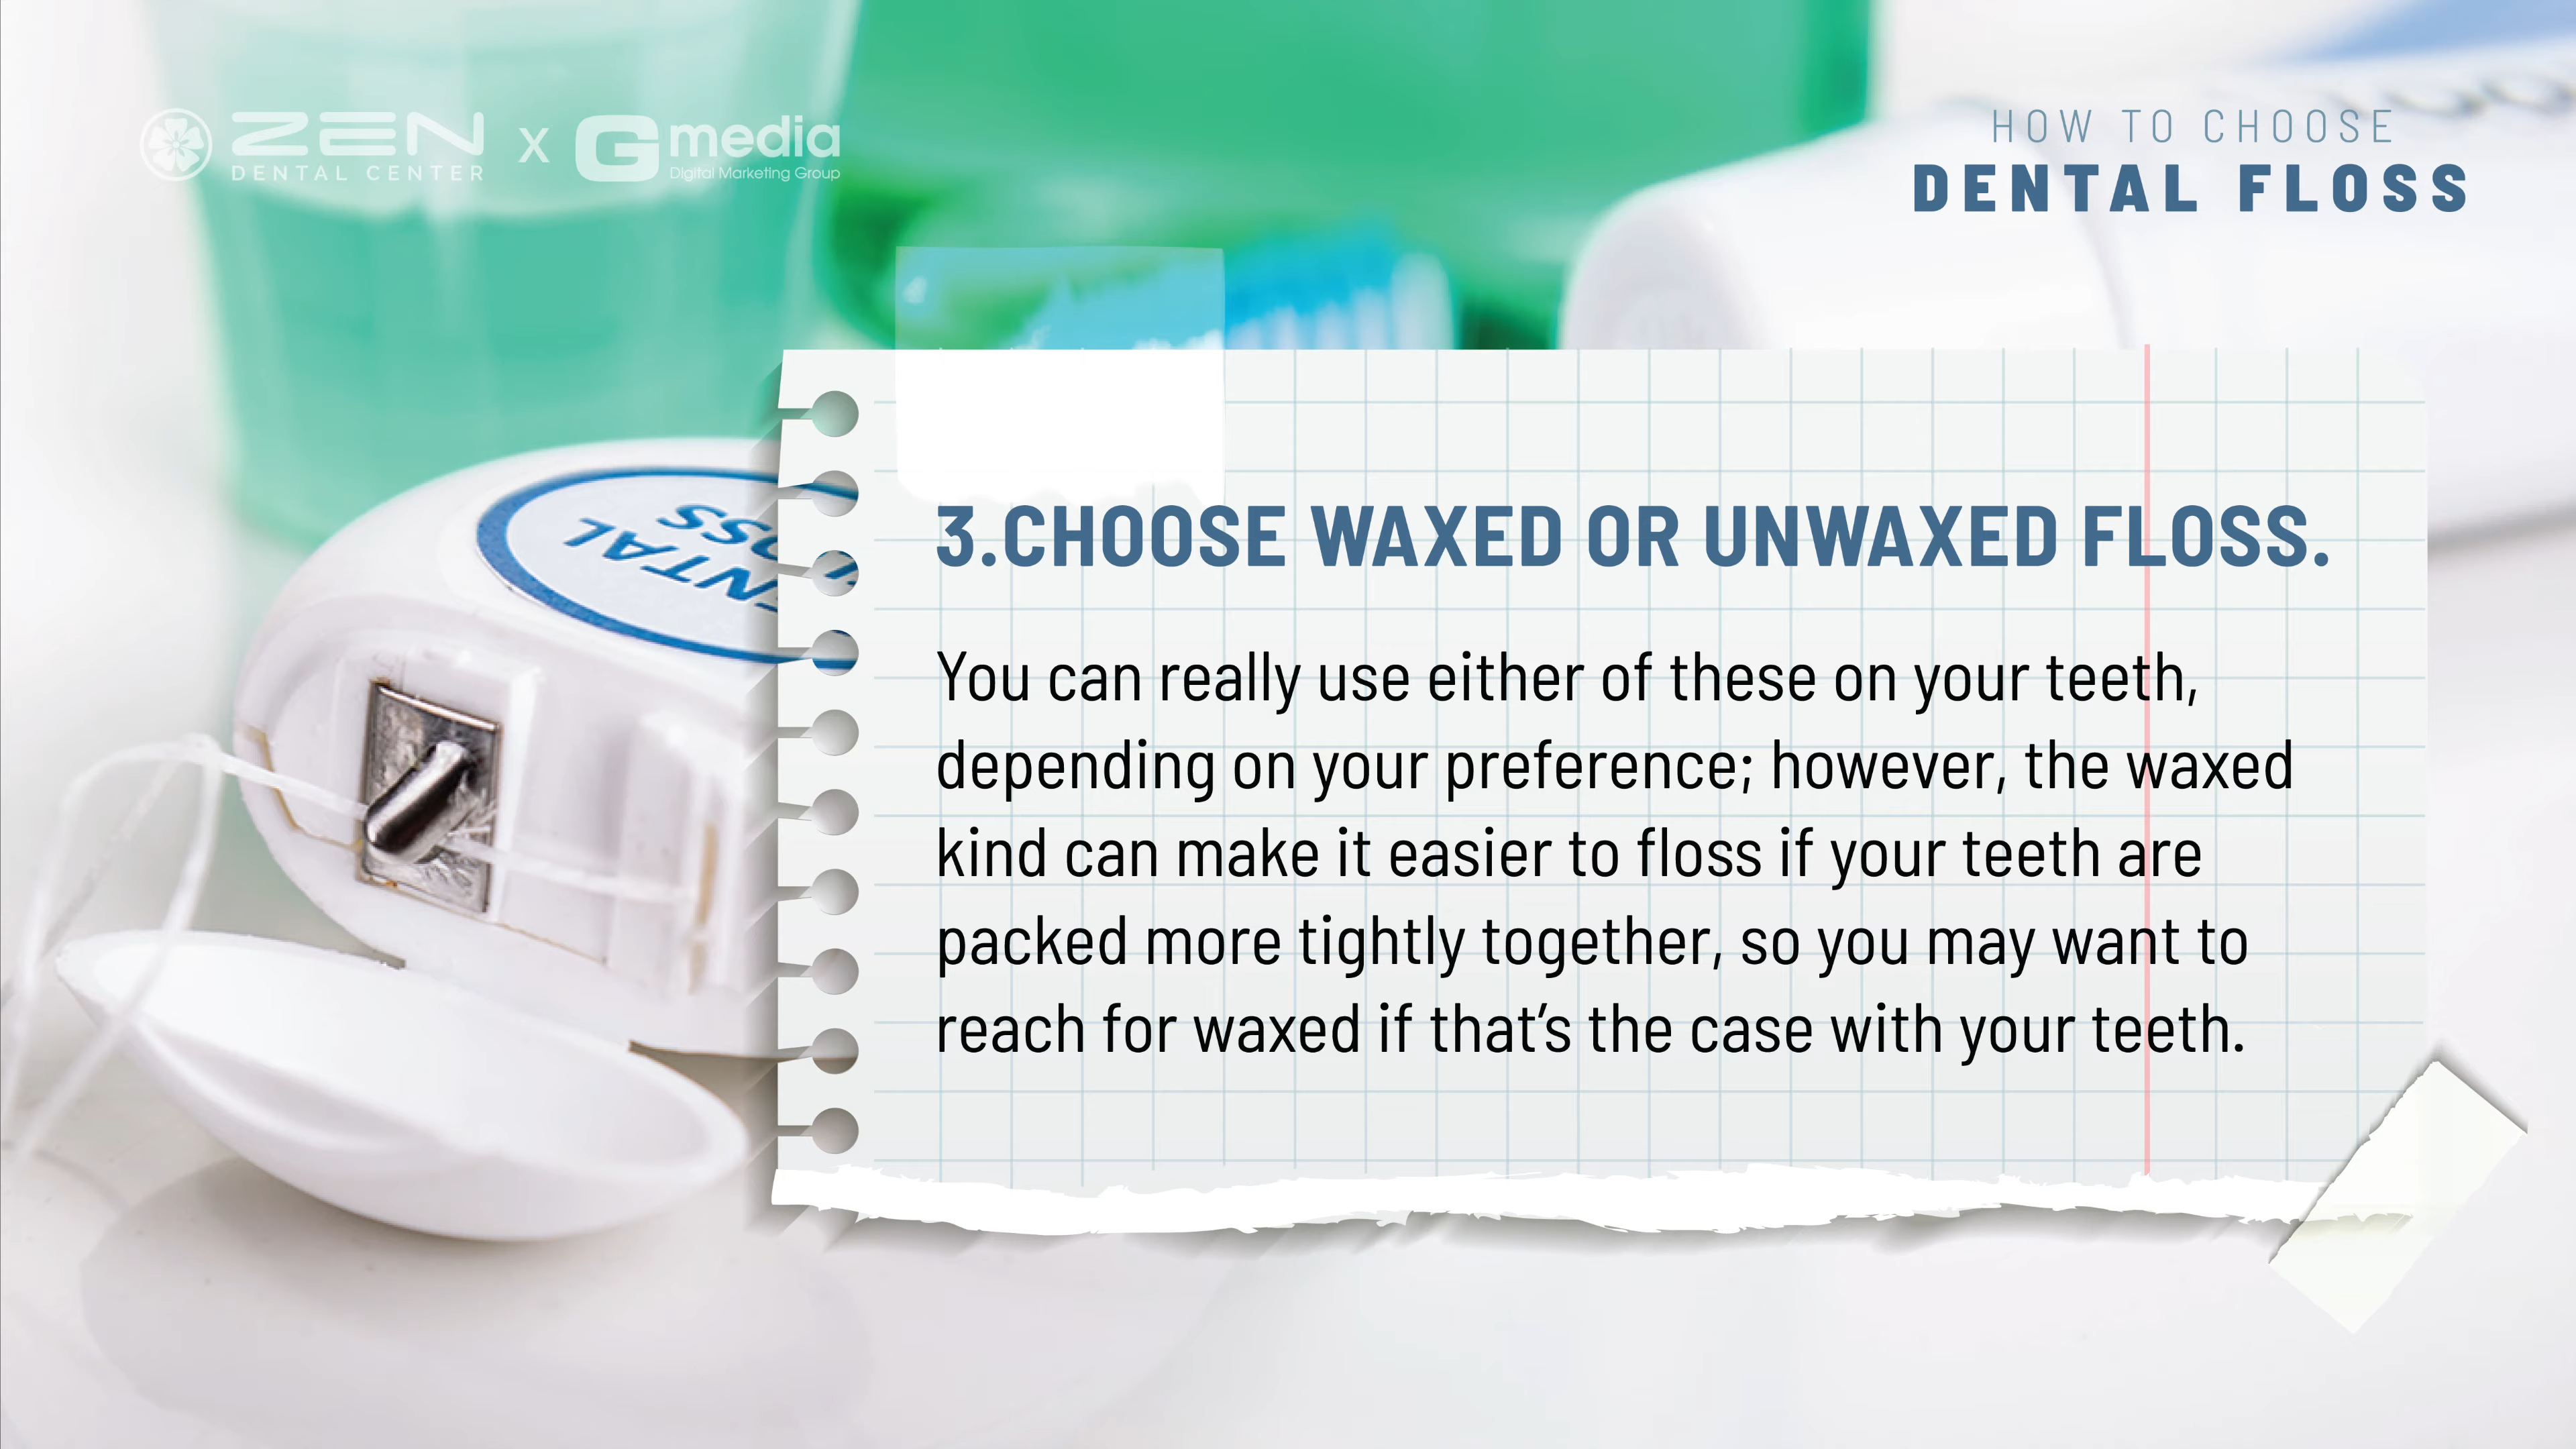 ZEN
DENTAL CENTER
X
G media
Digital Marketing Group
HOW TO CHOOSE
DENTAL FLOSS
3.CHOOSE WAXED OR UNWAXED FLOSS.
You can really use either of these on your teeth,
depending on your preference; however, the waxed
kind can make it easier to floss if your teeth are
packed more tightly together, so you may want to
reach for waxed if that’s the case with your teeth.